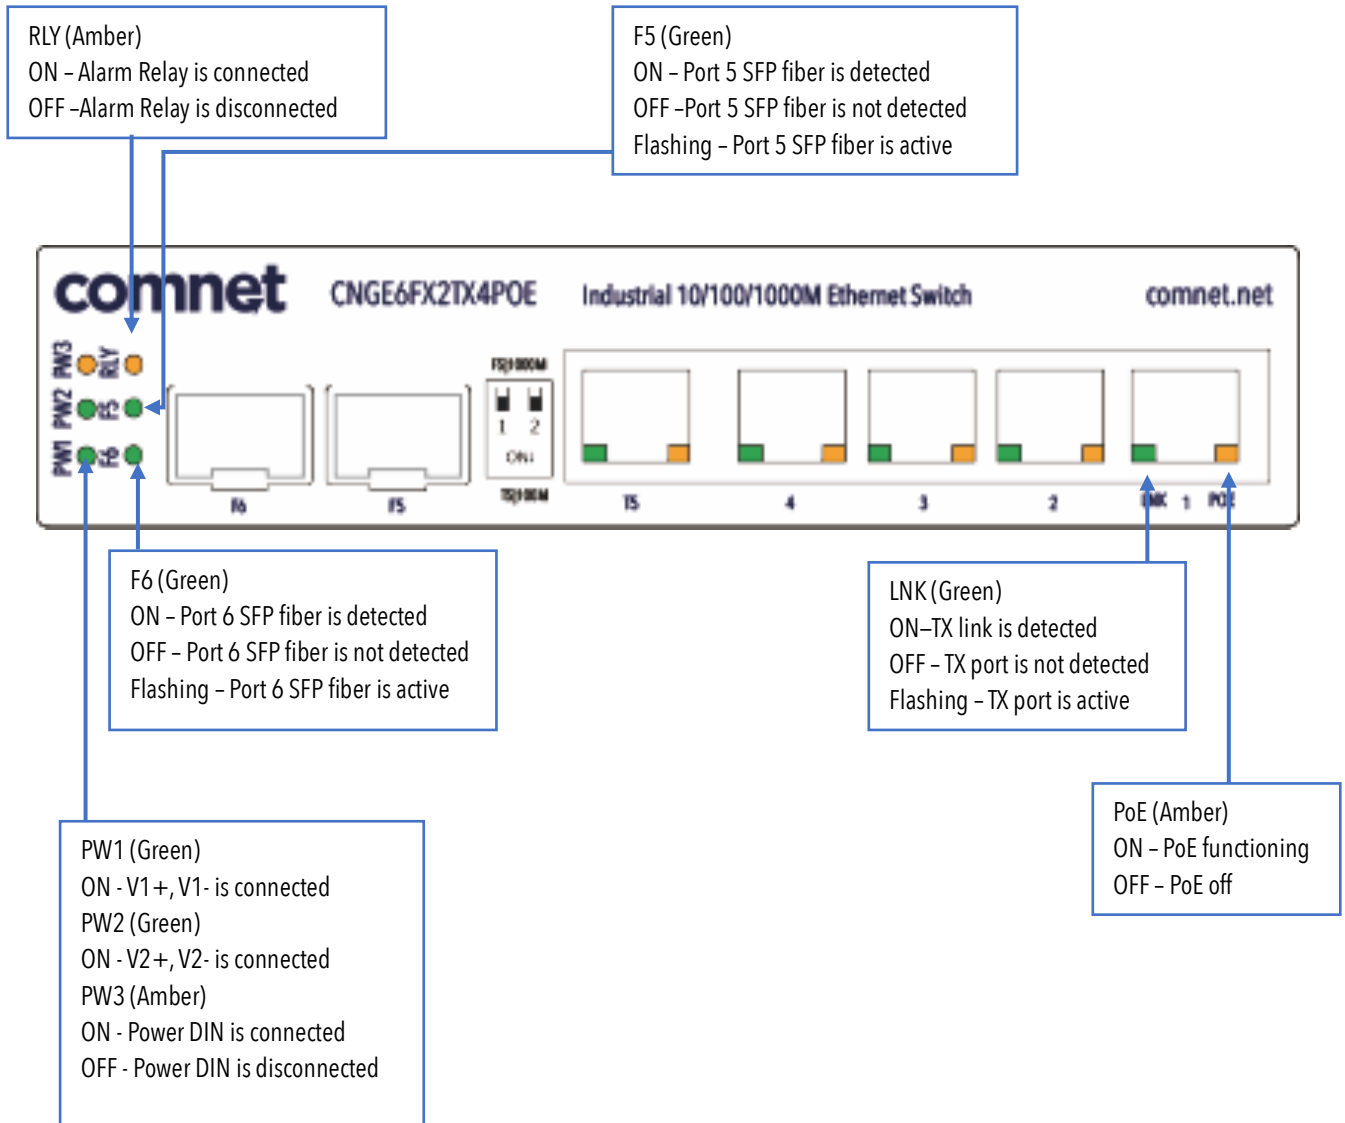 RLY (Amber)
ON – Alarm Relay is connected
OFF –Alarm Relay is disconnected
F5 (Green)
ON – Port 5 SFP fiber is detected
OFF –Port 5 SFP fiber is not detected
Flashing – Port 5 SFP fiber is active
comnet CNGE6FX2TX4POE Industrial 10/100/1000M Ethernet Switch comnet.net
PW3 RLY
PW2 F5
PW1 F6
F5|1000M
1 2
ON↓
T5|100M
F6 F5 T5 4 3 2 LNK 1 POE
F6 (Green)
ON – Port 6 SFP fiber is detected
OFF – Port 6 SFP fiber is not detected
Flashing – Port 6 SFP fiber is active
LNK (Green)
ON–TX link is detected
OFF – TX port is not detected
Flashing – TX port is active
PoE (Amber)
ON – PoE functioning
OFF – PoE off
PW1 (Green)
ON - V1+, V1- is connected
PW2 (Green)
ON - V2+, V2- is connected
PW3 (Amber)
ON - Power DIN is connected
OFF - Power DIN is disconnected